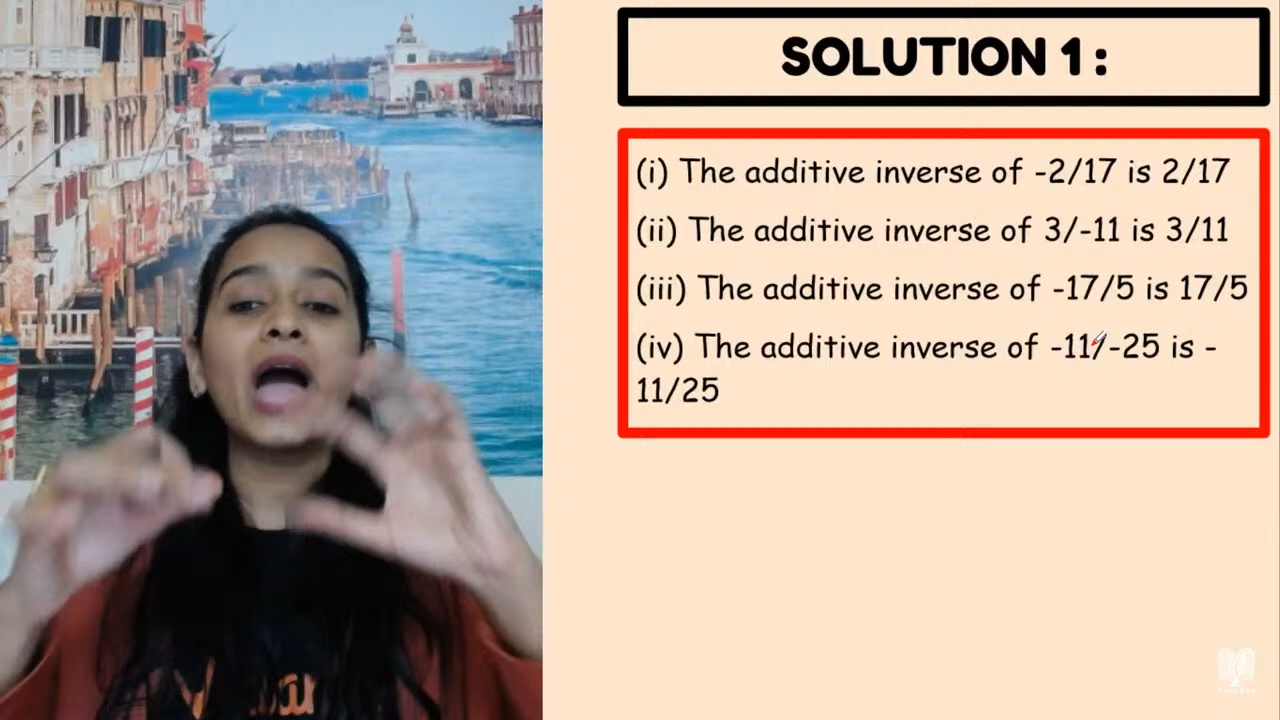 SOLUTION 1 :
(i) The additive inverse of -2/17 is 2/17
(ii) The additive inverse of 3/-11 is 3/11
(iii) The additive inverse of -17/5 is 17/5
(iv) The additive inverse of -11/-25 is -
11/25